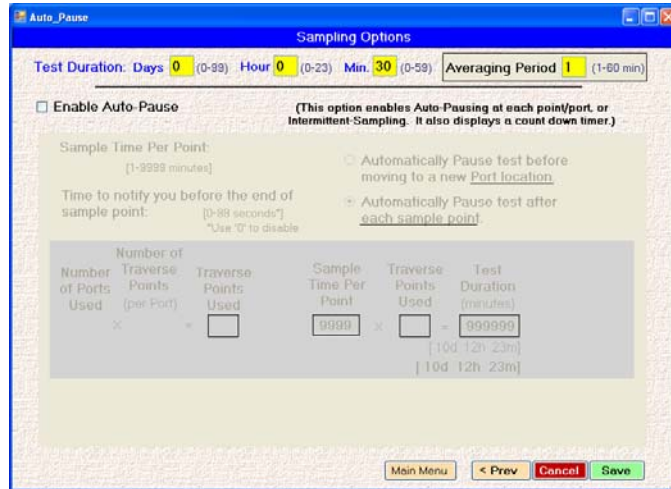 Auto_Pause
Sampling Options
Test Duration: Days 0 (0-99) Hour 0 (0-23) Min. 30 (0-59) Averaging Period 1 (1-60 min)
Enable Auto-Pause
(This option enables Auto-Pausing at each point/port, or
Intermittent-Sampling. It also displays a count down timer.)
Sample Time Per Point:
[1-9999 minutes]
Time to notify you before the end of
sample point: [0-99 seconds*]
*Use '0' to disable
Automatically Pause test before
moving to a new Port location.
Automatically Pause test after
each sample point.
Number of Ports Used
Number of Traverse Points (per Port)
Traverse Points Used
Sample Time Per Point
Traverse Points Used
Test Duration (minutes)
x = 9999 x = 999999
[ 10d 12h 23m]
[ 10d 12h 23m]
Main Menu < Prev Cancel Save